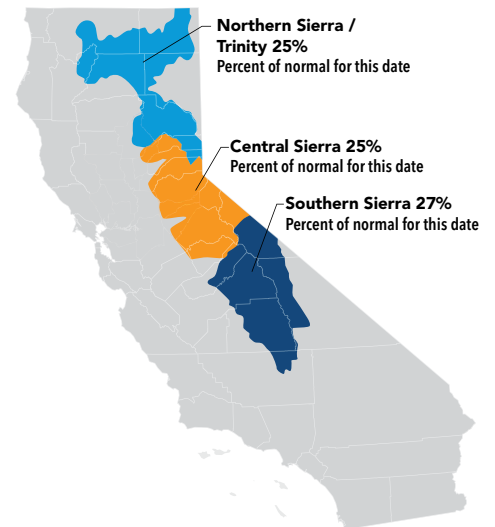 Northern Sierra /
Trinity 25%
Percent of normal for this date
Central Sierra 25%
Percent of normal for this date
Southern Sierra 27%
Percent of normal for this date